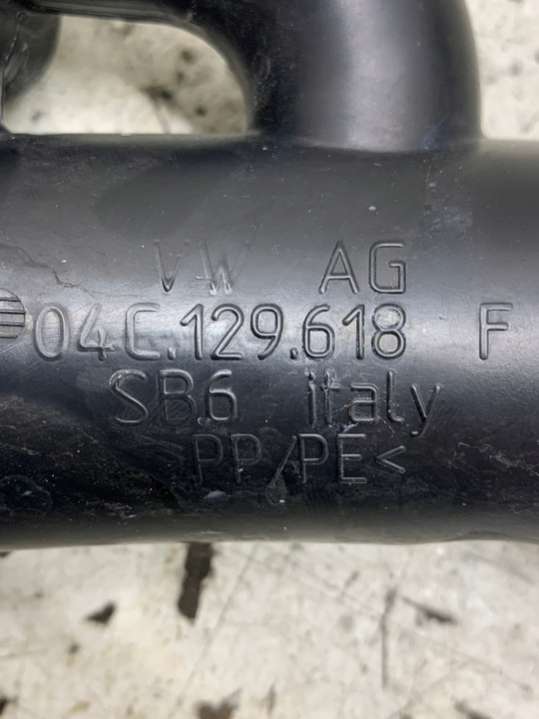 VW AG
04C.129.618 F
SB6 italy
>PP/PE<